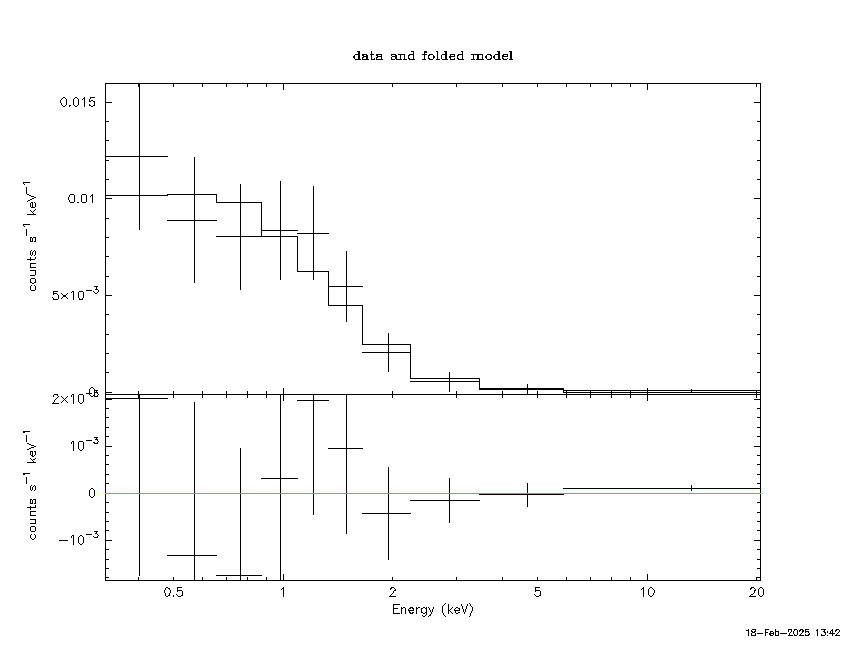 data and folded model
0.015
0.01
5×10⁻³
0
counts s⁻¹ keV⁻¹
2×10⁻³
10⁻³
0
−10⁻³
counts s⁻¹ keV⁻¹
0.5 1 2 5 10 20
Energy (keV)
18−Feb−2025 13:42